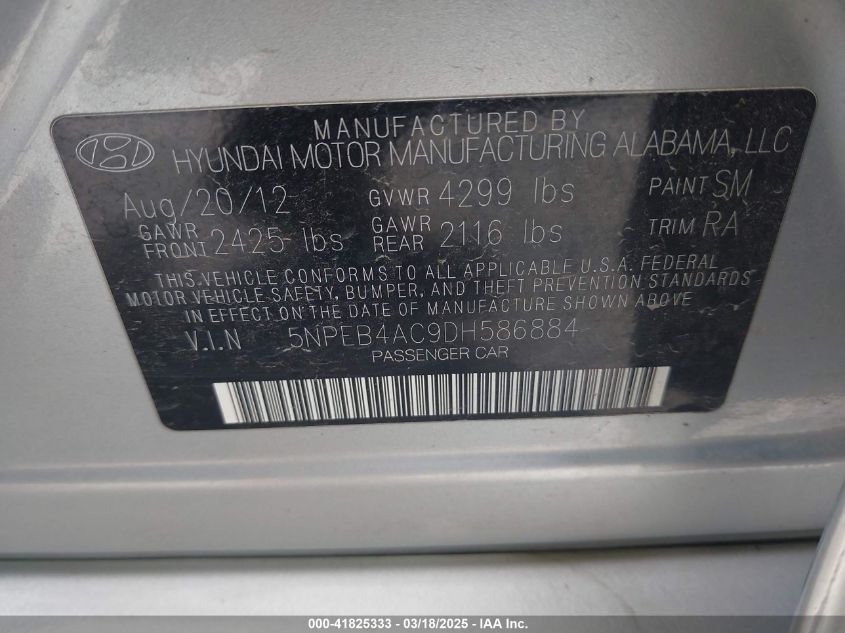 MANUFACTURED BY
HYUNDAI MOTOR MANUFACTURING ALABAMA, LLC
Aug/20/12 GVWR 4299 lbs PAINT SM
GAWR FRONT 2425 lbs GAWR REAR 2116 lbs TRIM RA
THIS VEHICLE CONFORMS TO ALL APPLICABLE U.S.A. FEDERAL
MOTOR VEHICLE SAFETY, BUMPER, AND THEFT PREVENTION STANDARDS
IN EFFECT ON THE DATE OF MANUFACTURE SHOWN ABOVE
V.I.N 5NPEB4AC9DH586884
PASSENGER CAR
000-41825333 - 03/18/2025 - IAA Inc.